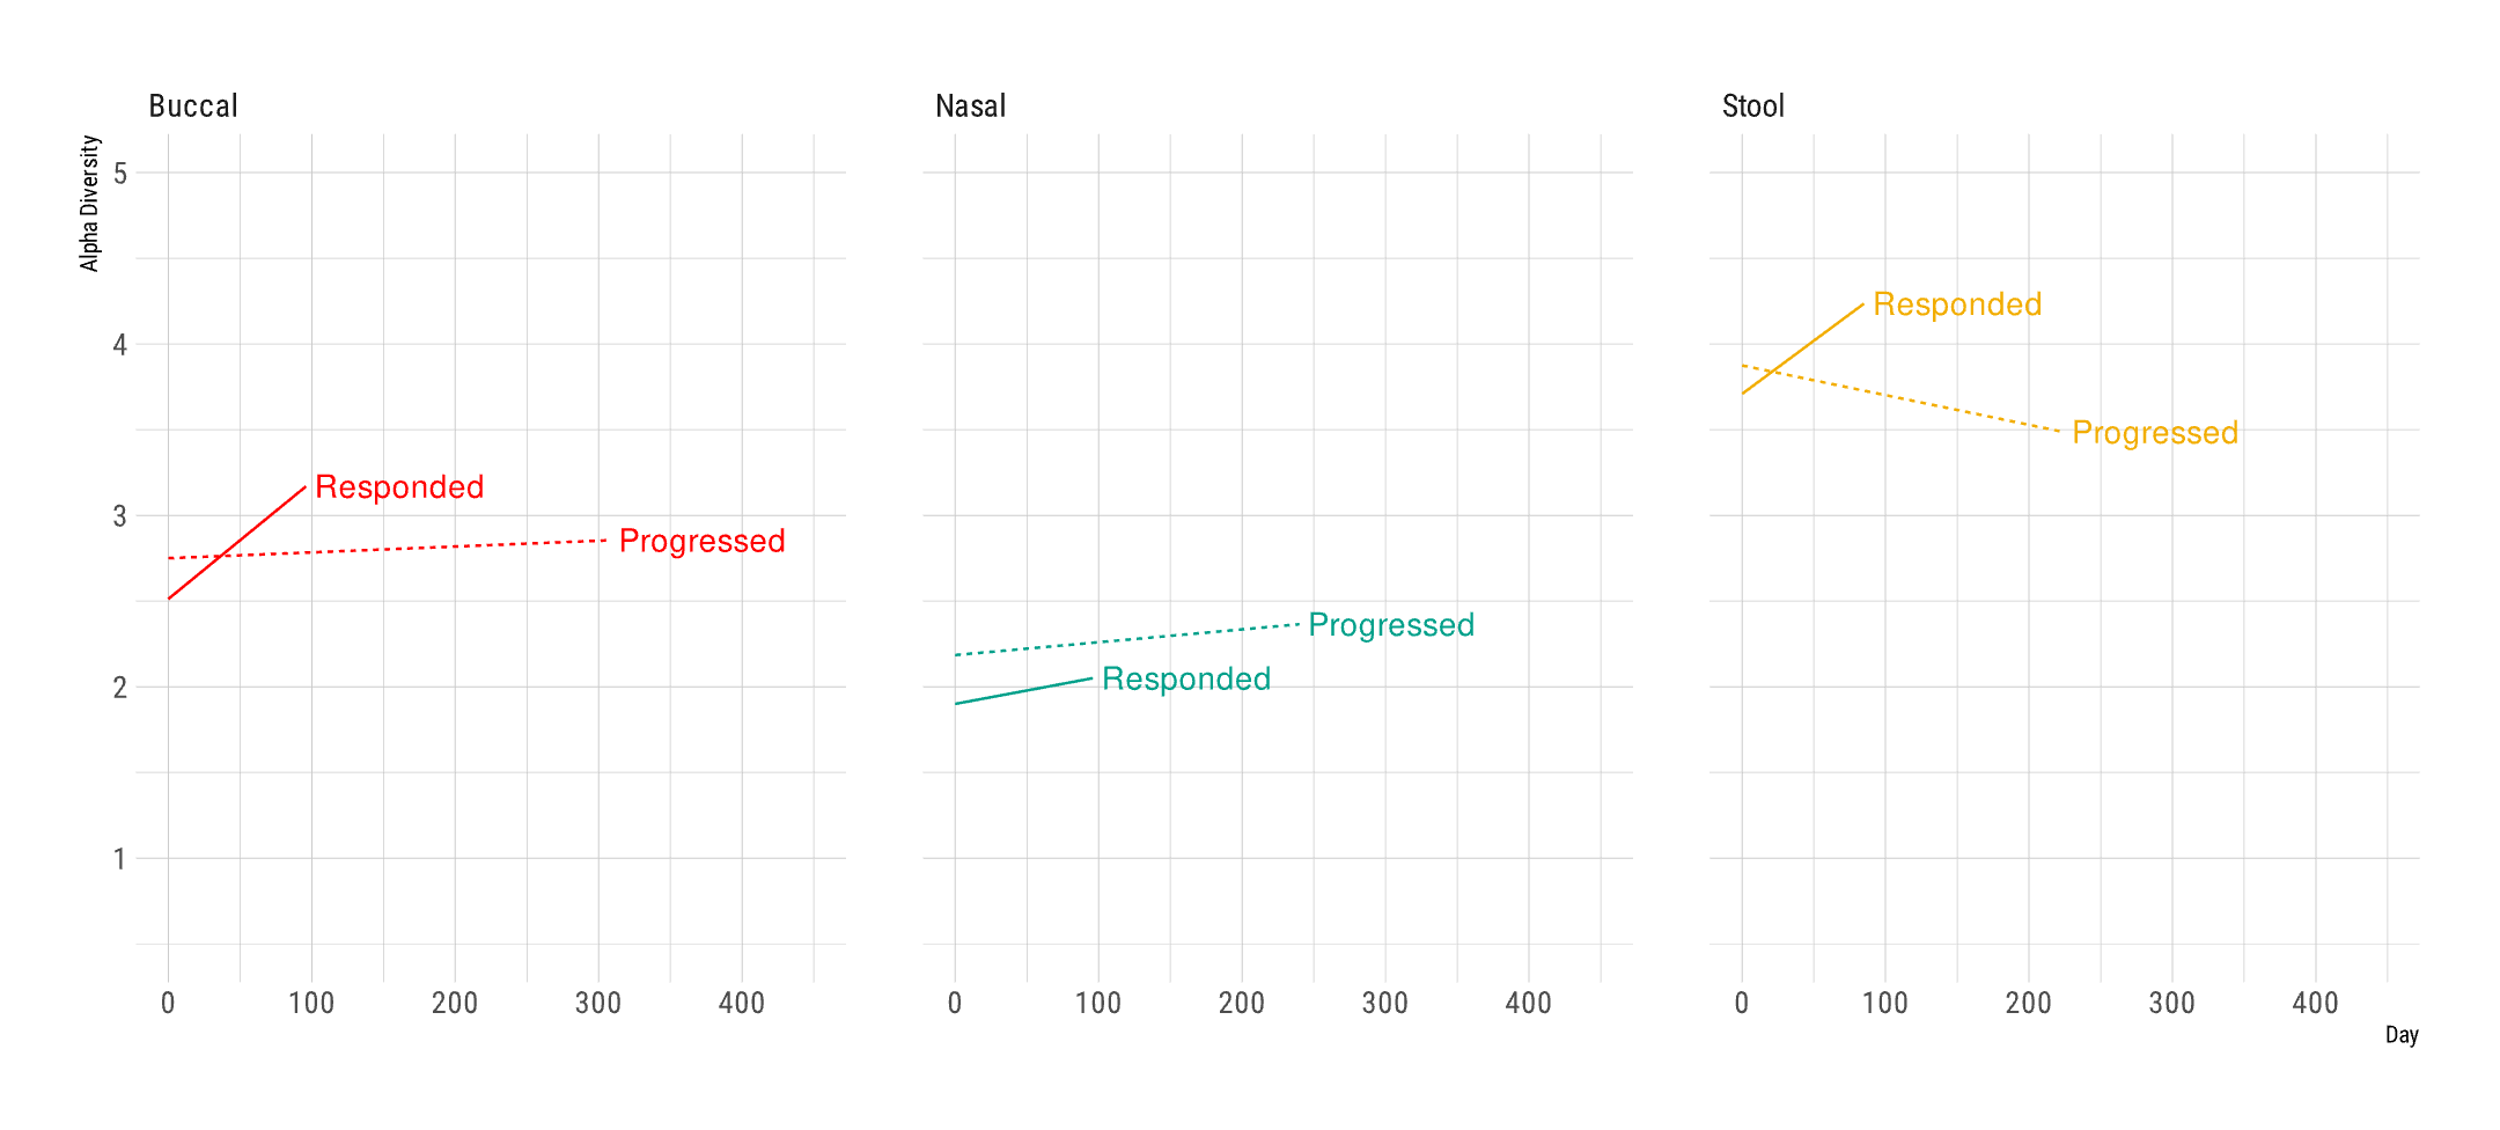 Buccal
Nasal
Stool
Alpha Diversity
5
4
3
2
1
Responded
Progressed
Progressed
Responded
Responded
Progressed
0 100 200 300 400
0 100 200 300 400
0 100 200 300 400
Day